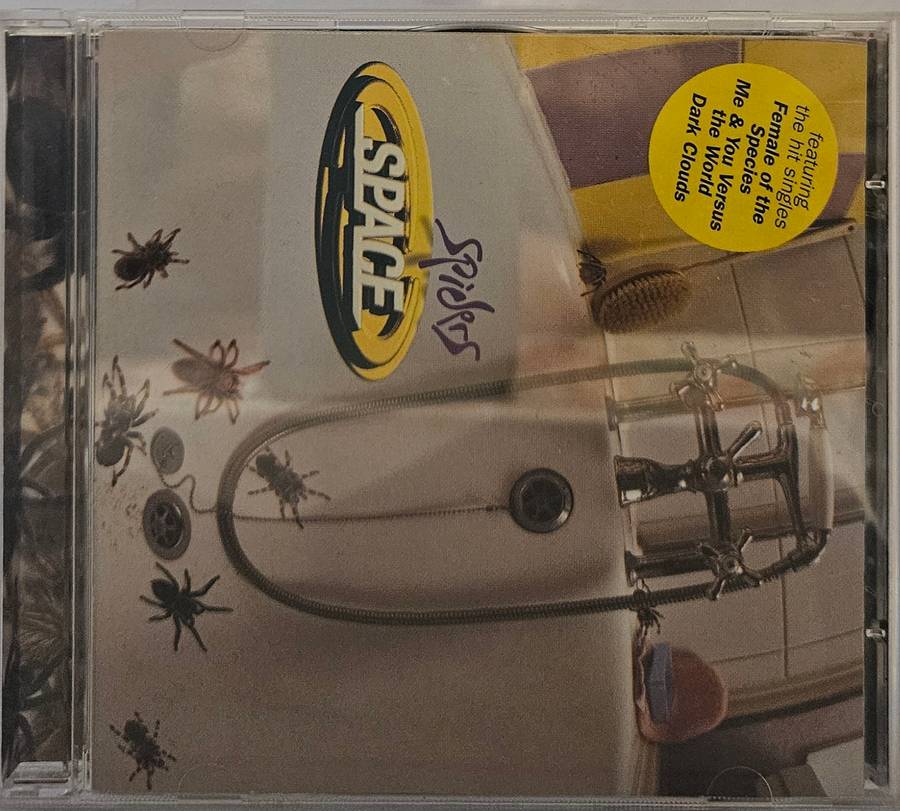 SPACE
spiders
featuring
the hit singles
Female of the
Species
Me & You Versus
the World
Dark Clouds